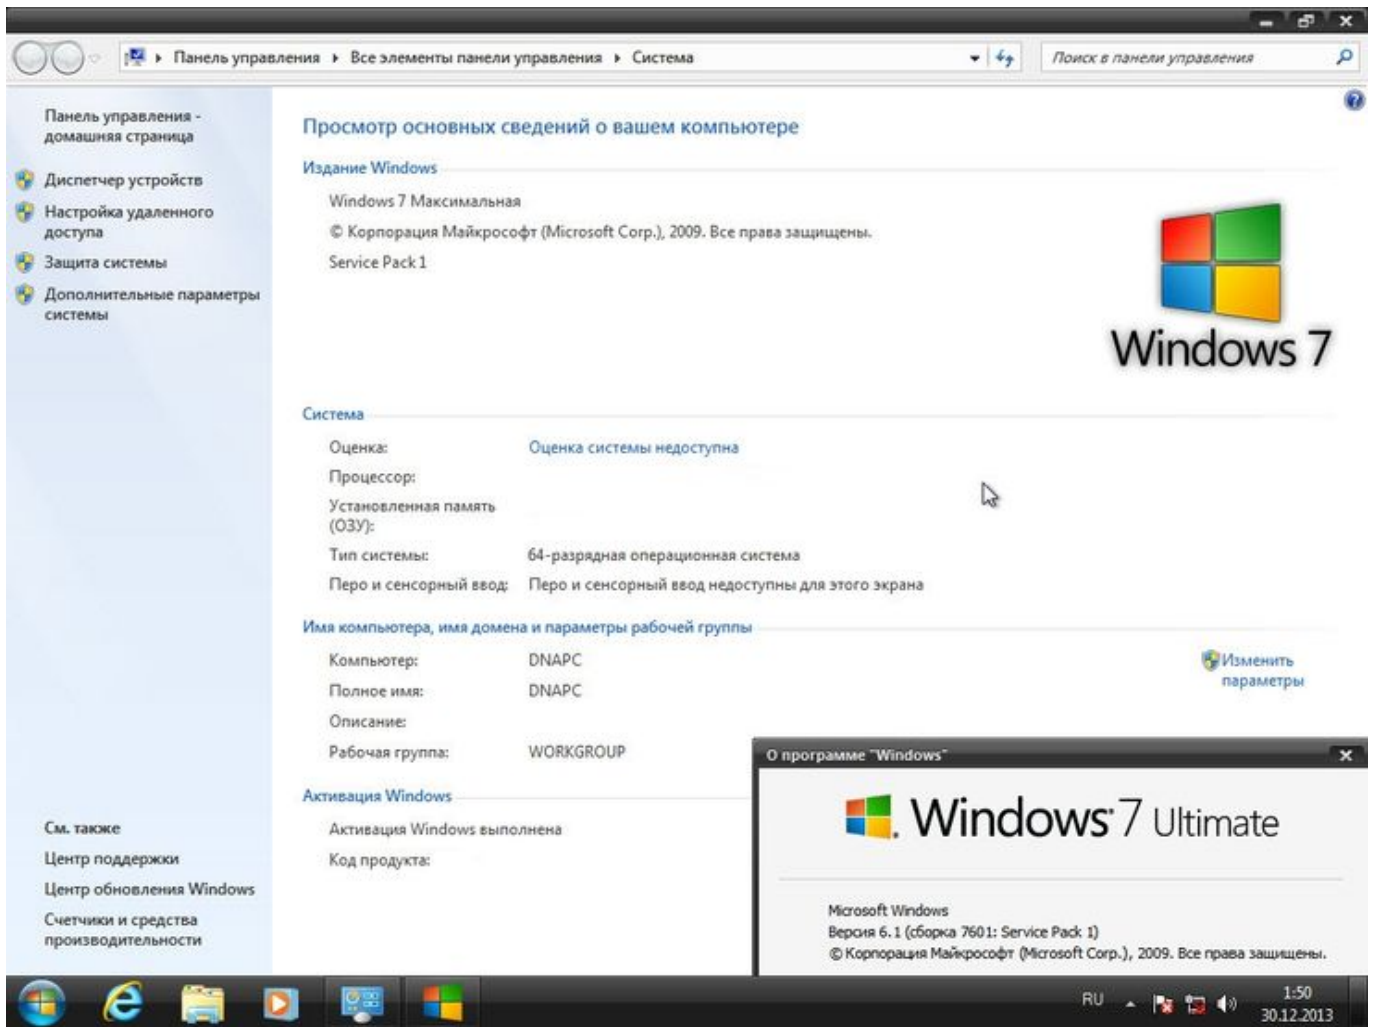 Панель управления ▸ Все элементы панели управления ▸ Система
Поиск в панели управления
Панель управления -
домашняя страница
Диспетчер устройств
Настройка удаленного
доступа
Защита системы
Дополнительные параметры
системы
См. также
Центр поддержки
Центр обновления Windows
Счетчики и средства
производительности
Просмотр основных сведений о вашем компьютере
Издание Windows
Windows 7 Максимальная
© Корпорация Майкрософт (Microsoft Corp.), 2009. Все права защищены.
Service Pack 1
Windows 7
Система
Оценка: Оценка системы недоступна
Процессор:
Установленная память
(ОЗУ):
Тип системы: 64-разрядная операционная система
Перо и сенсорный ввод: Перо и сенсорный ввод недоступны для этого экрана
Имя компьютера, имя домена и параметры рабочей группы
Компьютер: DNAPC
Изменить
параметры
Полное имя: DNAPC
Описание:
Рабочая группа: WORKGROUP
Активация Windows
Активация Windows выполнена
Код продукта:
О программе "Windows"
Windows 7 Ultimate
Microsoft Windows
Версия 6.1 (сборка 7601: Service Pack 1)
© Корпорация Майкрософт (Microsoft Corp.), 2009. Все права защищены.
RU
1:50
30.12.2013